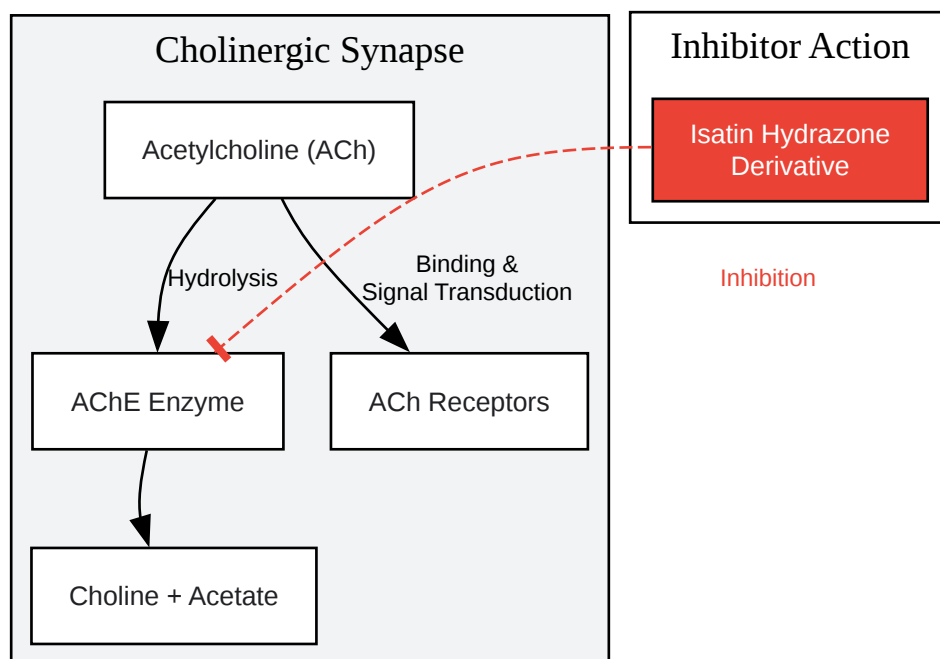 Cholinergic Synapse
Inhibitor Action
Acetylcholine (ACh)
Isatin Hydrazone
Derivative
Hydrolysis
Binding &
Signal Transduction
Inhibition
AChE Enzyme
ACh Receptors
Choline + Acetate